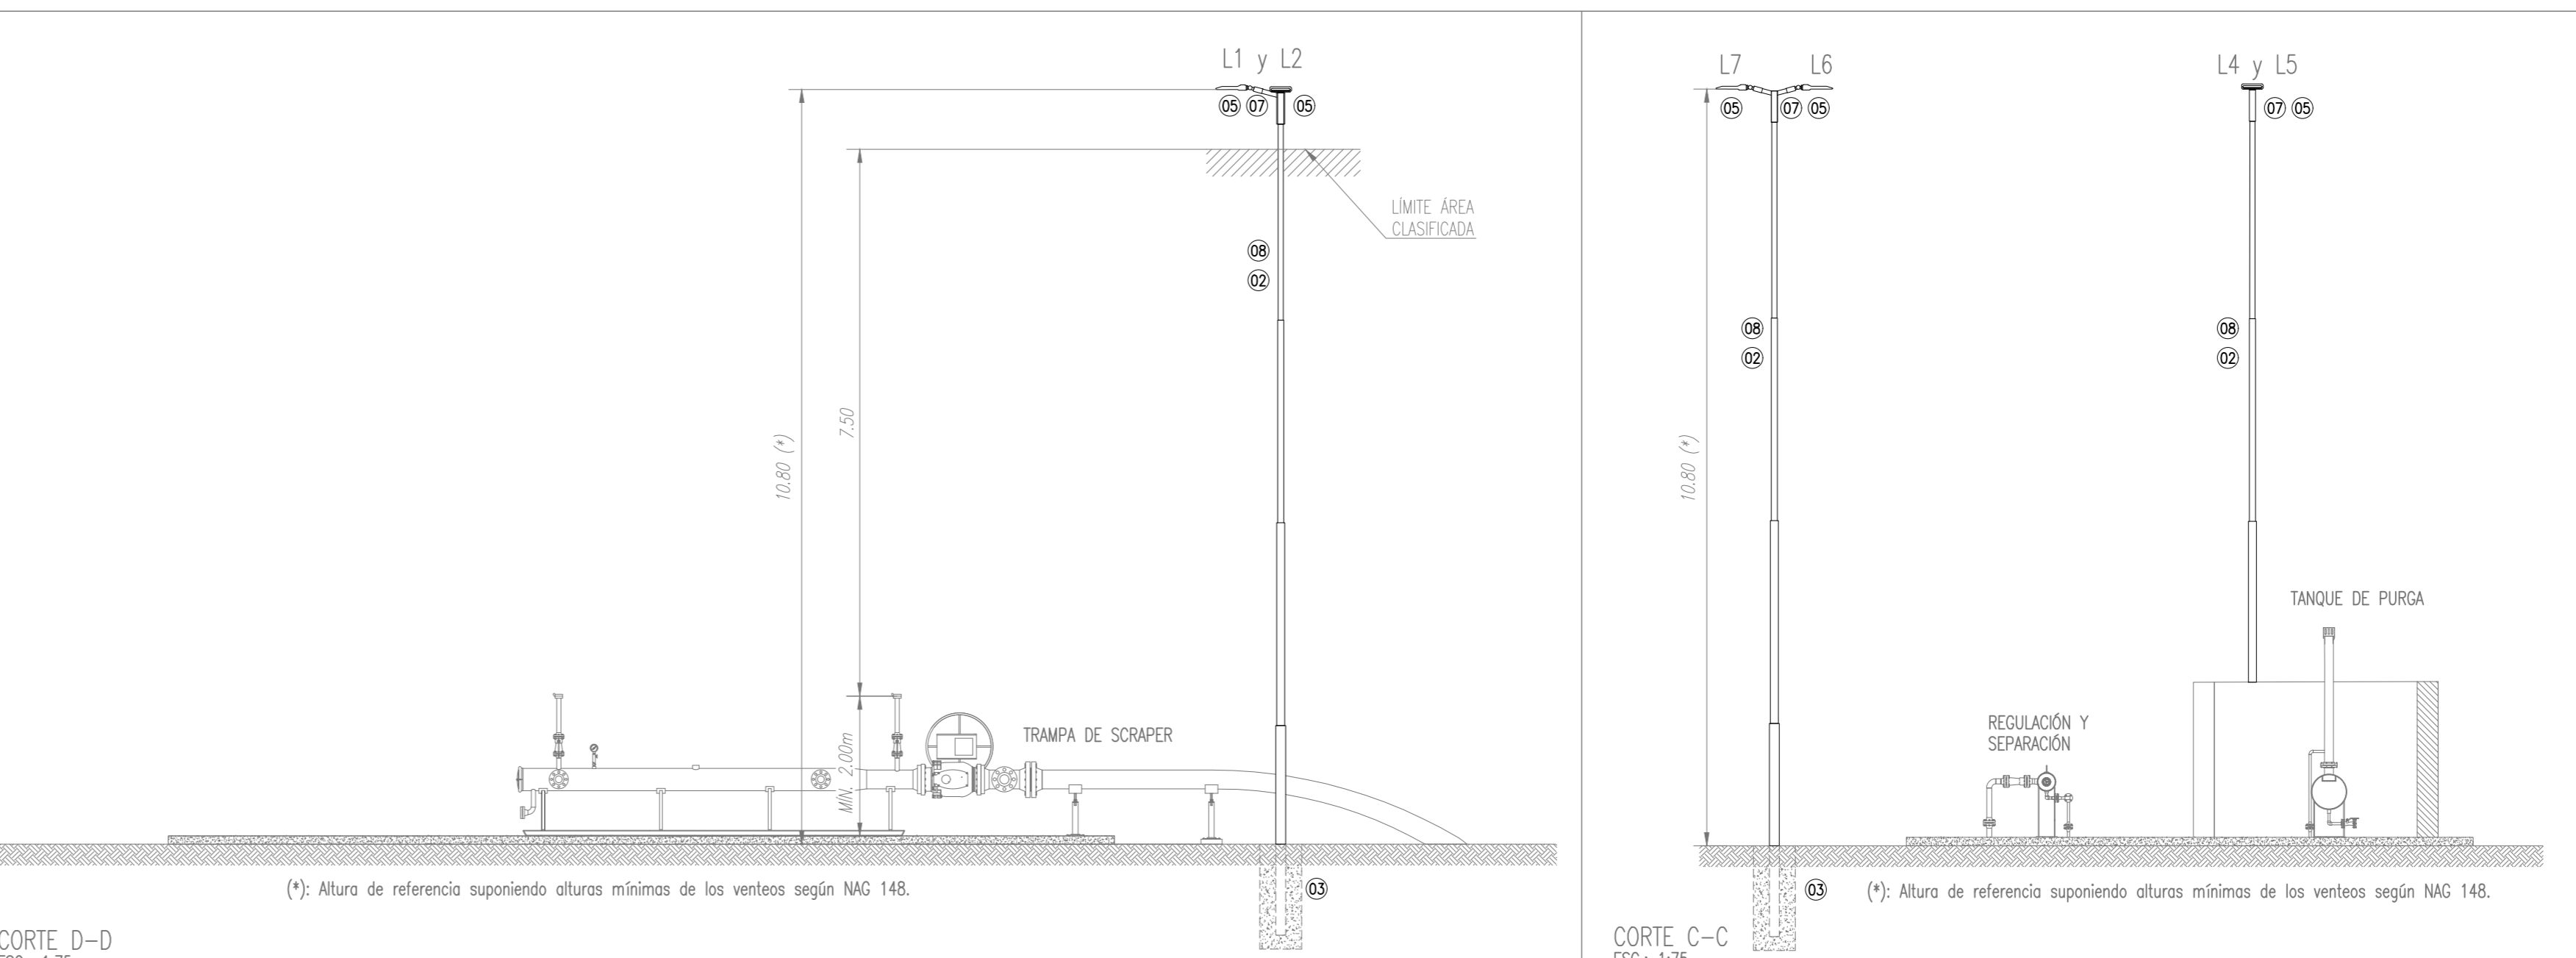 L1 y L2
05 07 05
10.80 (*)
7.50
LÍMITE ÁREA
CLASIFICADA
08
02
MÍN. 2.00m
TRAMPA DE SCRAPER
03
(*): Altura de referencia suponiendo alturas mínimas de los venteos según NAG 148.
CORTE D-D
L7 L6
05 07 05
L4 y L5
07 05
10.80 (*)
08
02
08
02
TANQUE DE PURGA
REGULACIÓN Y
SEPARACIÓN
03
(*): Altura de referencia suponiendo alturas mínimas de los venteos según NAG 148.
CORTE C-C
ESC.: 1:75